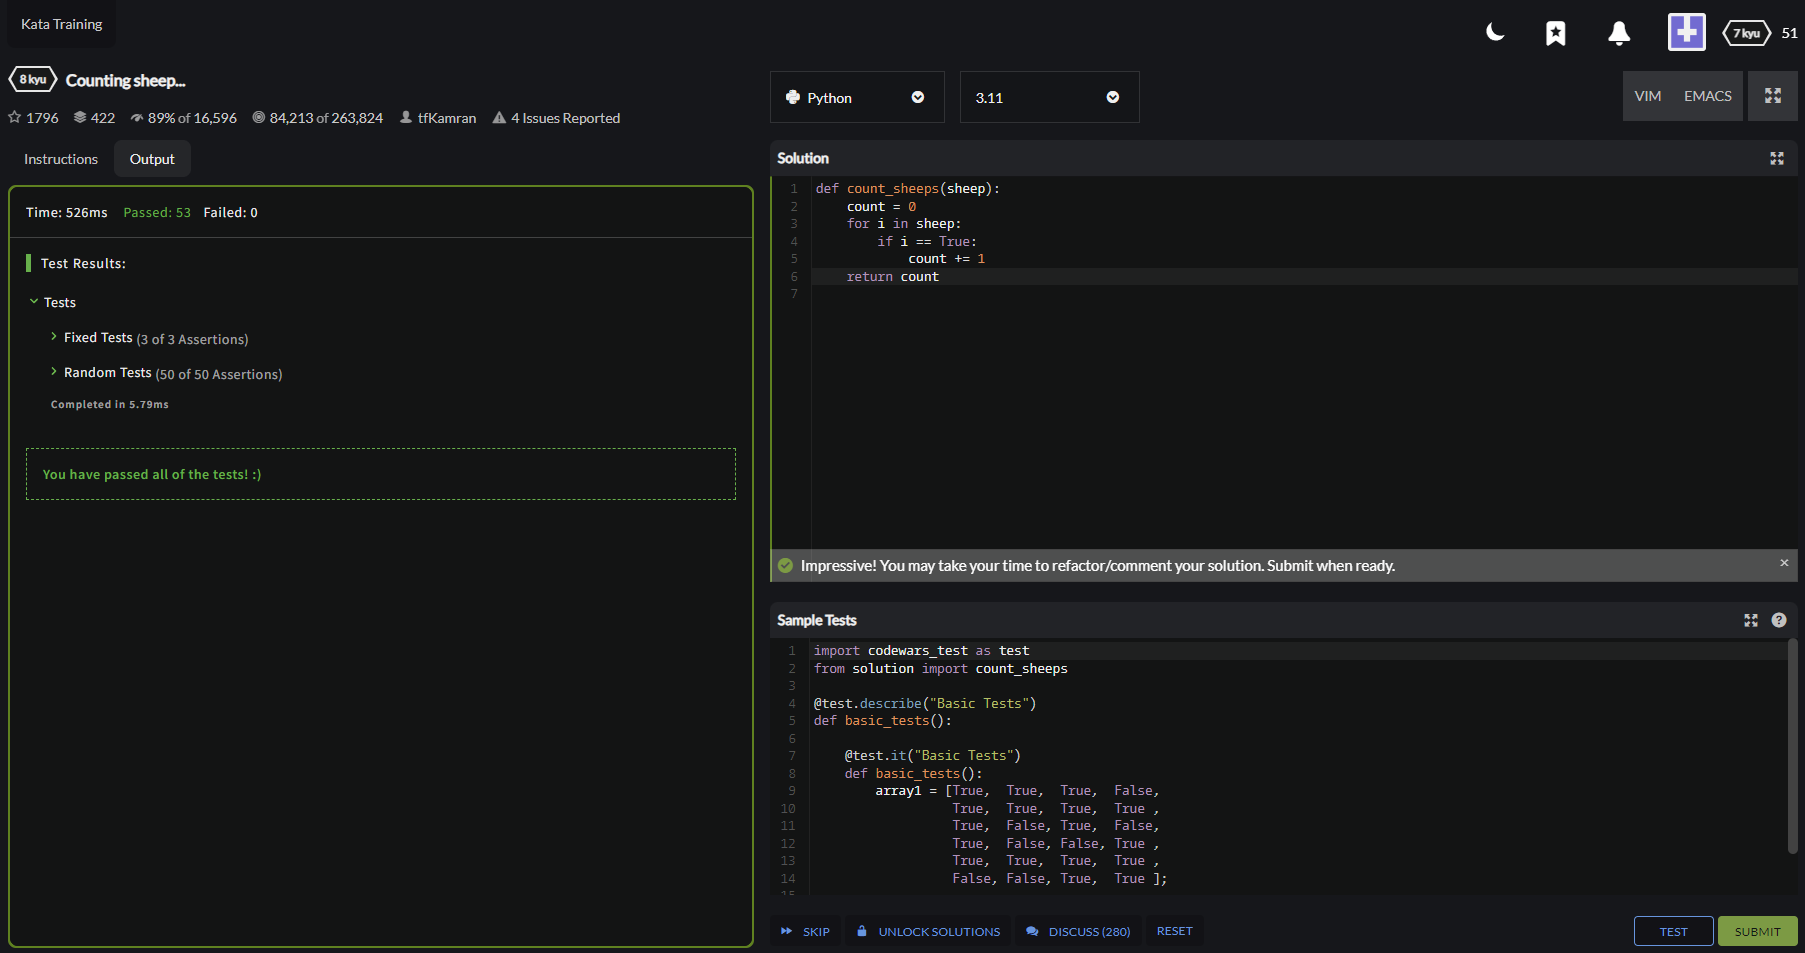 Kata Training
7 kyu 51
8 kyu Counting sheep...
1796 422 89% of 16,596 84,213 of 263,824 tfKamran 4 Issues Reported
Python
3.11
VIM EMACS
Instructions Output
Time: 526ms Passed: 53 Failed: 0
Test Results:
Tests
Fixed Tests (3 of 3 Assertions)
Random Tests (50 of 50 Assertions)
Completed in 5.79ms
You have passed all of the tests! :)
Solution
1 def count_sheeps(sheep):
2     count = 0
3     for i in sheep:
4         if i == True:
5             count += 1
6     return count
7
Impressive! You may take your time to refactor/comment your solution. Submit when ready. ×
Sample Tests ?
1 import codewars_test as test
2 from solution import count_sheeps
3
4 @test.describe("Basic Tests")
5 def basic_tests():
6
7     @test.it("Basic Tests")
8     def basic_tests():
9         array1 = [True,  True,  True,  False,
10                   True,  True,  True,  True ,
11                   True,  False, True,  False,
12                   True,  False, False, True ,
13                   True,  True,  True,  True ,
14                   False, False, True,  True ];
15
SKIP UNLOCK SOLUTIONS DISCUSS (280) RESET TEST SUBMIT